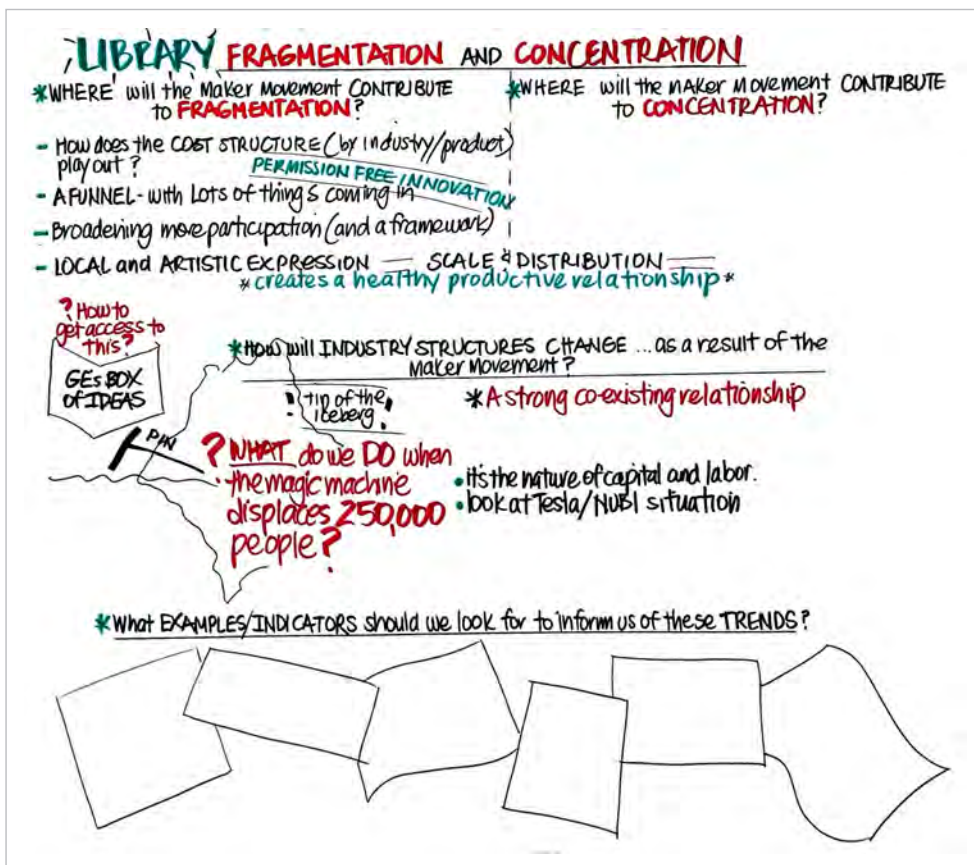 LIBRARY FRAGMENTATION AND CONCENTRATION
*WHERE will the Maker Movement CONTRIBUTE
to FRAGMENTATION?
- How does the COST STRUCTURE (by industry/product)
play out?
PERMISSION FREE INNOVATION
- A FUNNEL - with Lots of things coming in
- Broadening more participation (and a framework)
- LOCAL and ARTISTIC EXPRESSION — SCALE & DISTRIBUTION —
*creates a healthy productive relationship*
*WHERE will the Maker Movement CONTRIBUTE
to CONCENTRATION?
? How to
get access to
this?
GEs BOX
of IDEAS
PIN
*How will INDUSTRY STRUCTURES CHANGE ... as a result of the
Maker Movement?
! tip of the !
iceberg
*A strong co-existing relationship
? WHAT do we DO when
the magic machine
displaces 250,000
people?
• it's the nature of capital and labor.
• look at Tesla/NUMI situation
*What EXAMPLES/INDICATORS should we look for to inform us of these TRENDS?